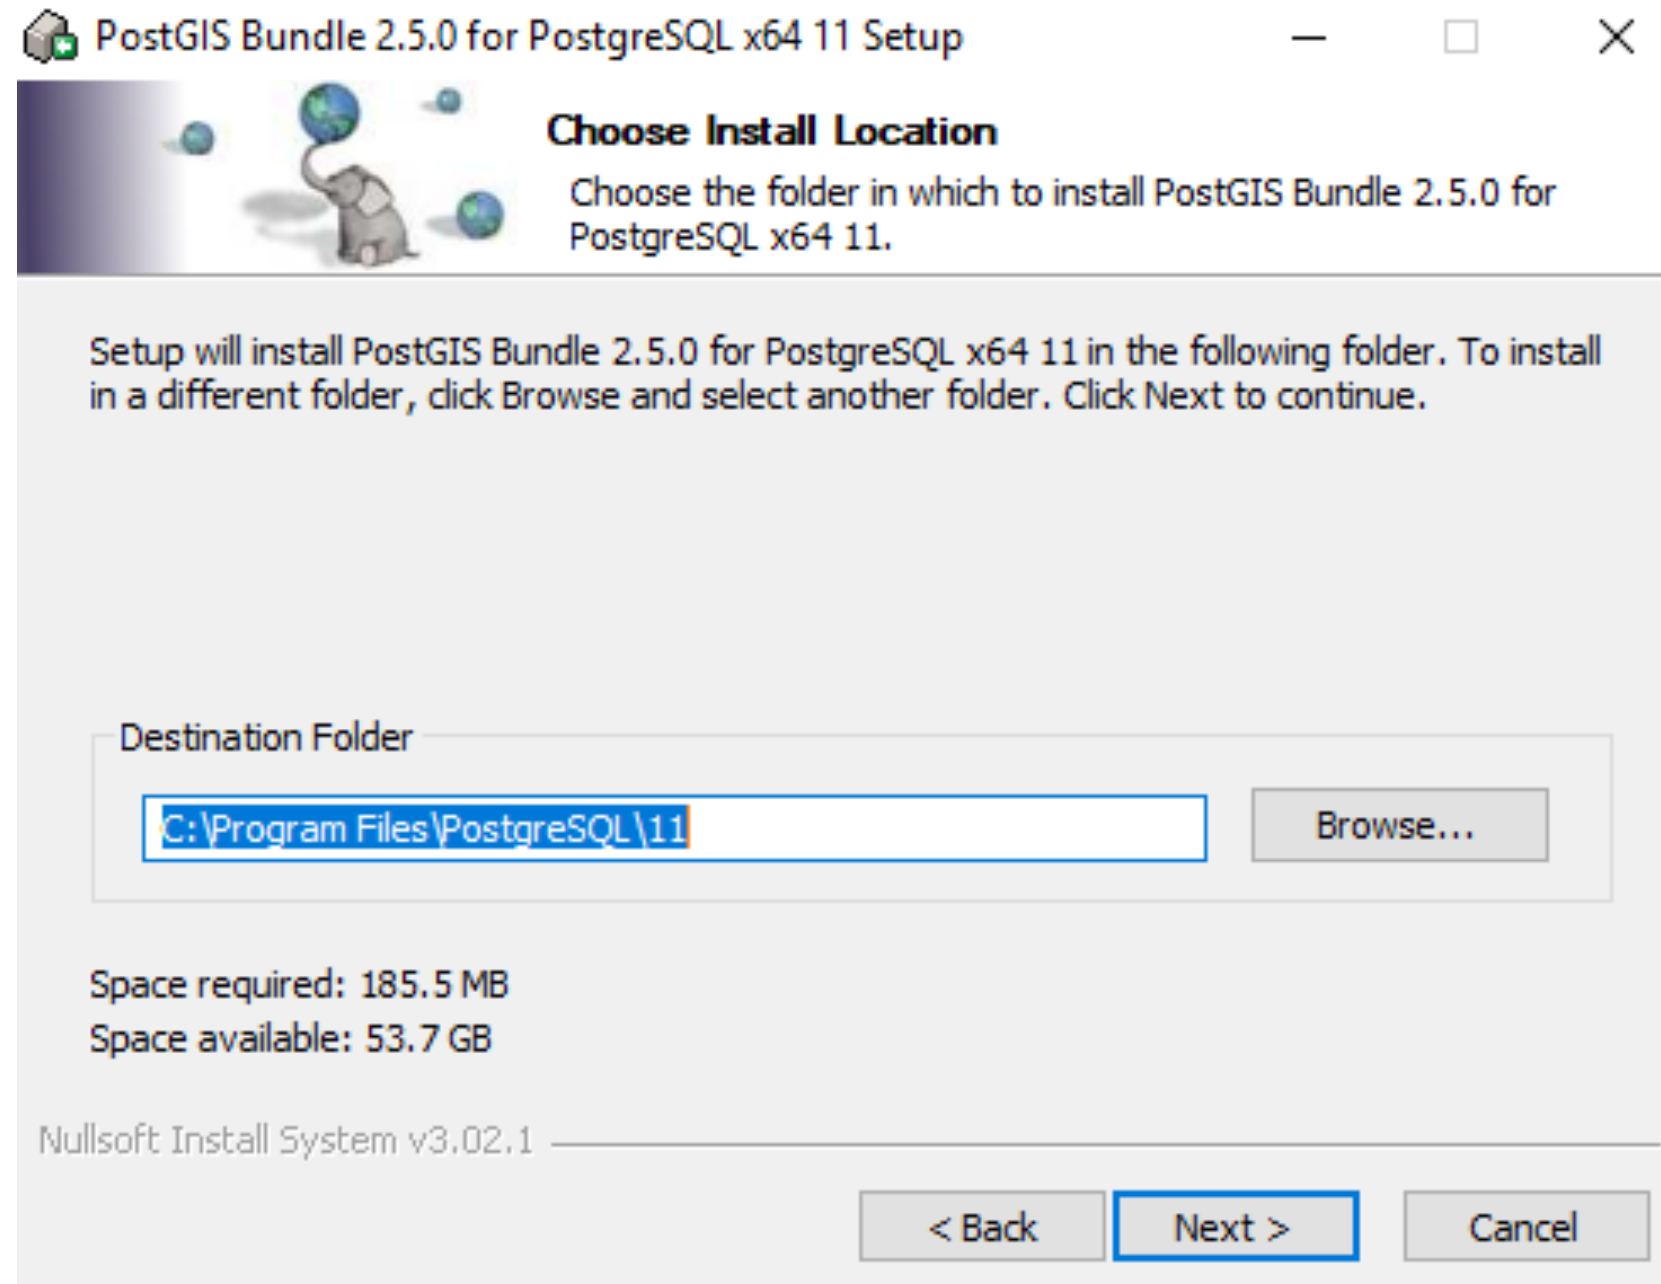 PostGIS Bundle 2.5.0 for PostgreSQL x64 11 Setup
Choose Install Location
Choose the folder in which to install PostGIS Bundle 2.5.0 for
PostgreSQL x64 11.
Setup will install PostGIS Bundle 2.5.0 for PostgreSQL x64 11 in the following folder. To install
in a different folder, click Browse and select another folder. Click Next to continue.
Destination Folder
C:\Program Files\PostgreSQL\11
Browse...
Space required: 185.5 MB
Space available: 53.7 GB
Nullsoft Install System v3.02.1
< Back Next > Cancel